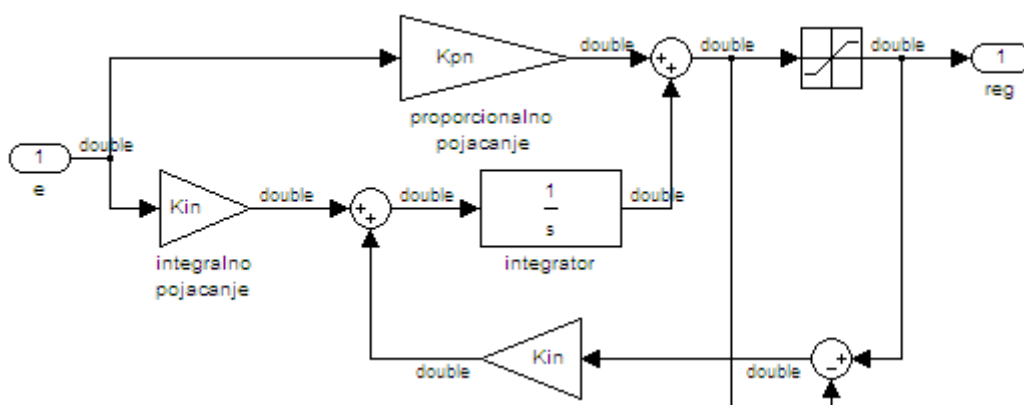 double
double
double
Kpn
+
+
1
reg
proporcionalno
pojacanje
double
1
e
double
double
double
Kin
+
+
1
s
integralno
pojacanje
integrator
Kin
double
double
+
−